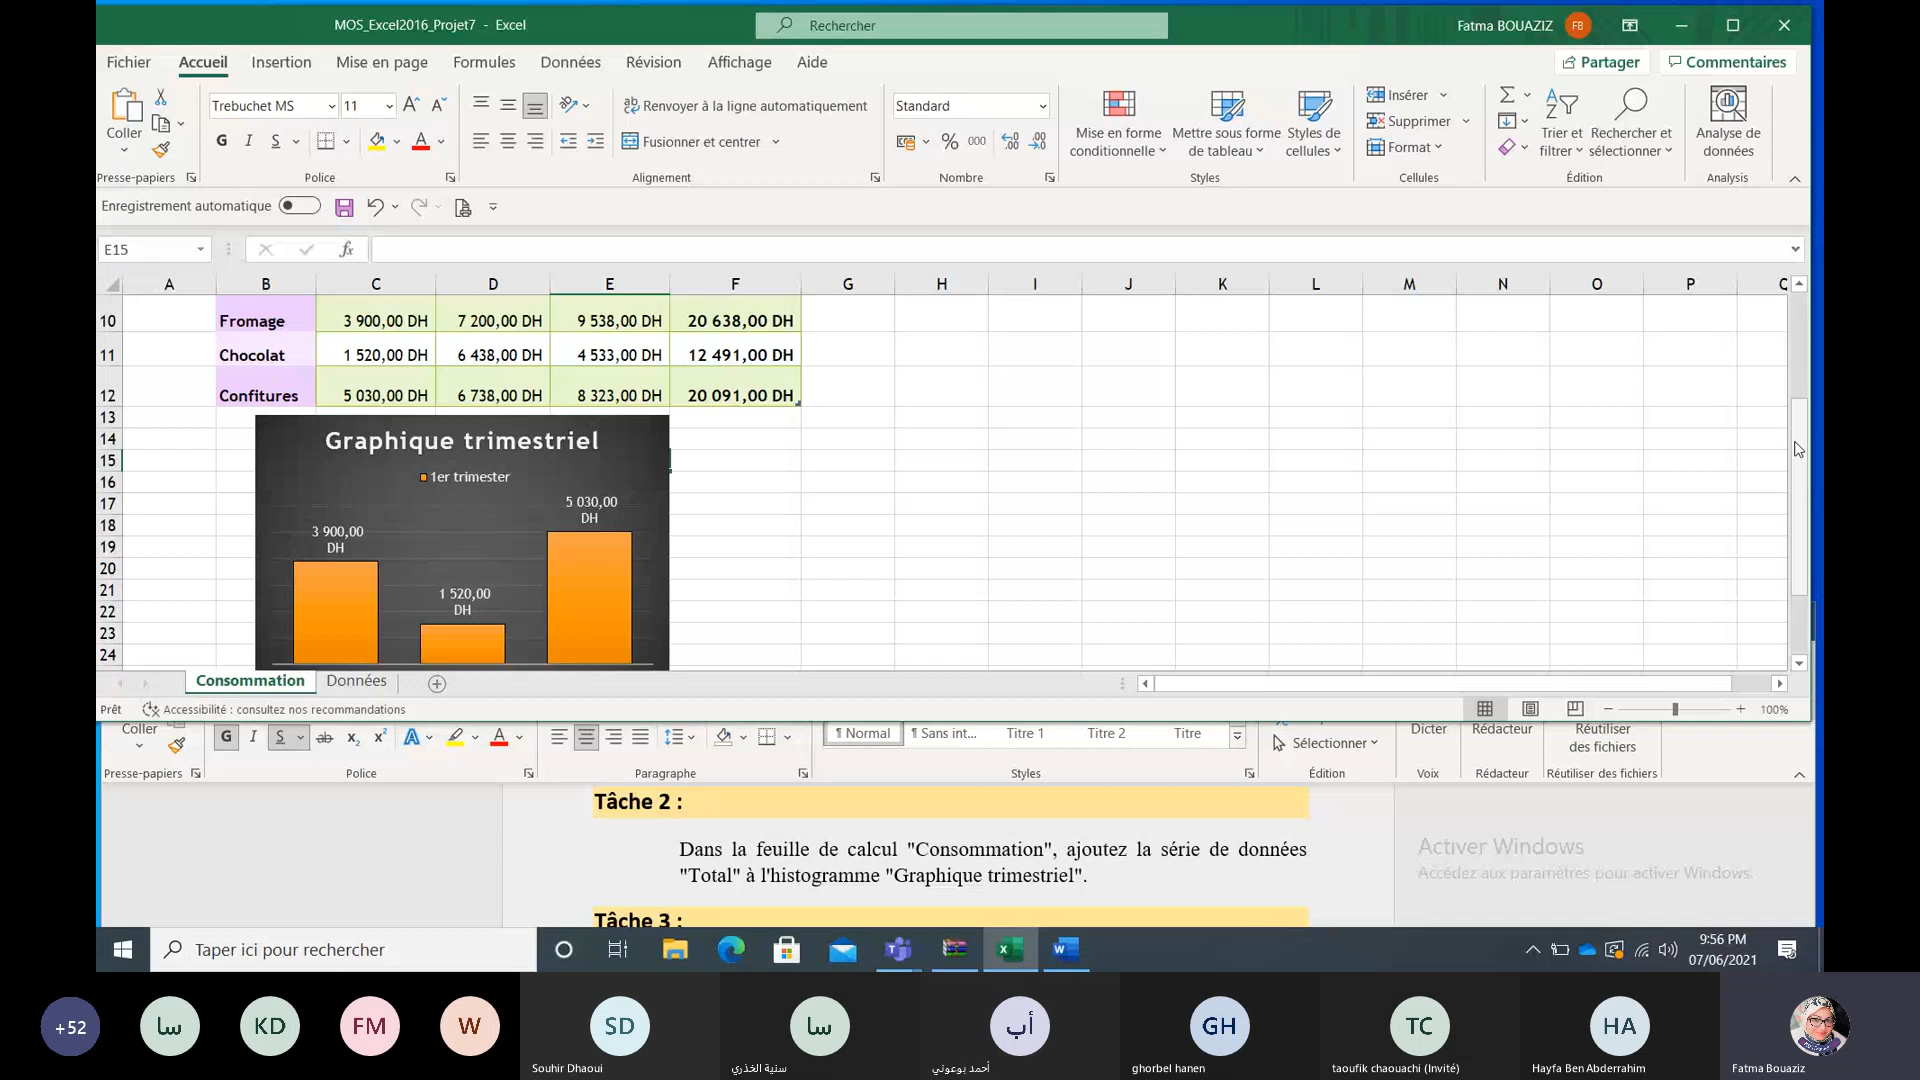 MOS_Excel2016_Projet7 - Excel
Rechercher
Fatma BOUAZIZ
FB
Fichier Accueil Insertion Mise en page Formules Données Révision Affichage Aide
Partager
Commentaires
Coller
Trebuchet MS
11
Renvoyer à la ligne automatiquement
Standard
G I S
Fusionner et centrer
% 000
Mise en forme conditionnelle
Mettre sous forme de tableau
Styles de cellules
Insérer
Supprimer
Format
Trier et filtrer
Rechercher et sélectionner
Analyse de données
Presse-papiers Police Alignement Nombre Styles Cellules Édition Analysis
Enregistrement automatique
E15
fx
A B C D E F G H I J K L M N O P Q
10 Fromage 3 900,00 DH 7 200,00 DH 9 538,00 DH 20 638,00 DH
11 Chocolat 1 520,00 DH 6 438,00 DH 4 533,00 DH 12 491,00 DH
12 Confitures 5 030,00 DH 6 738,00 DH 8 323,00 DH 20 091,00 DH
13
14
15
16
17
18
19
20
21
22
23
24
Graphique trimestriel
1er trimester
3 900,00 DH
1 520,00 DH
5 030,00 DH
Consommation Données
Prêt
Accessibilité : consultez nos recommandations
100%
Coller
G I S ab x₂ x² A A
¶ Normal ¶ Sans int... Titre 1 Titre 2 Titre
Sélectionner
Dicter
Rédacteur
Réutiliser des fichiers
Presse-papiers Police Paragraphe Styles Édition Voix Rédacteur Réutiliser des fichiers
Tâche 2 :
Dans la feuille de calcul "Consommation", ajoutez la série de données
"Total" à l'histogramme "Graphique trimestriel".
Tâche 3 :
Activer Windows
Accédez aux paramètres pour activer Windows.
Taper ici pour rechercher
9:56 PM
07/06/2021
+52
سا
KD
FM
W
SD
Souhir Dhaoui
سا
سنية الخذري
أب
أحمد بوعوني
GH
ghorbel hanen
TC
taoufik chaouachi (Invité)
HA
Hayfa Ben Abderrahim
Fatma Bouaziz